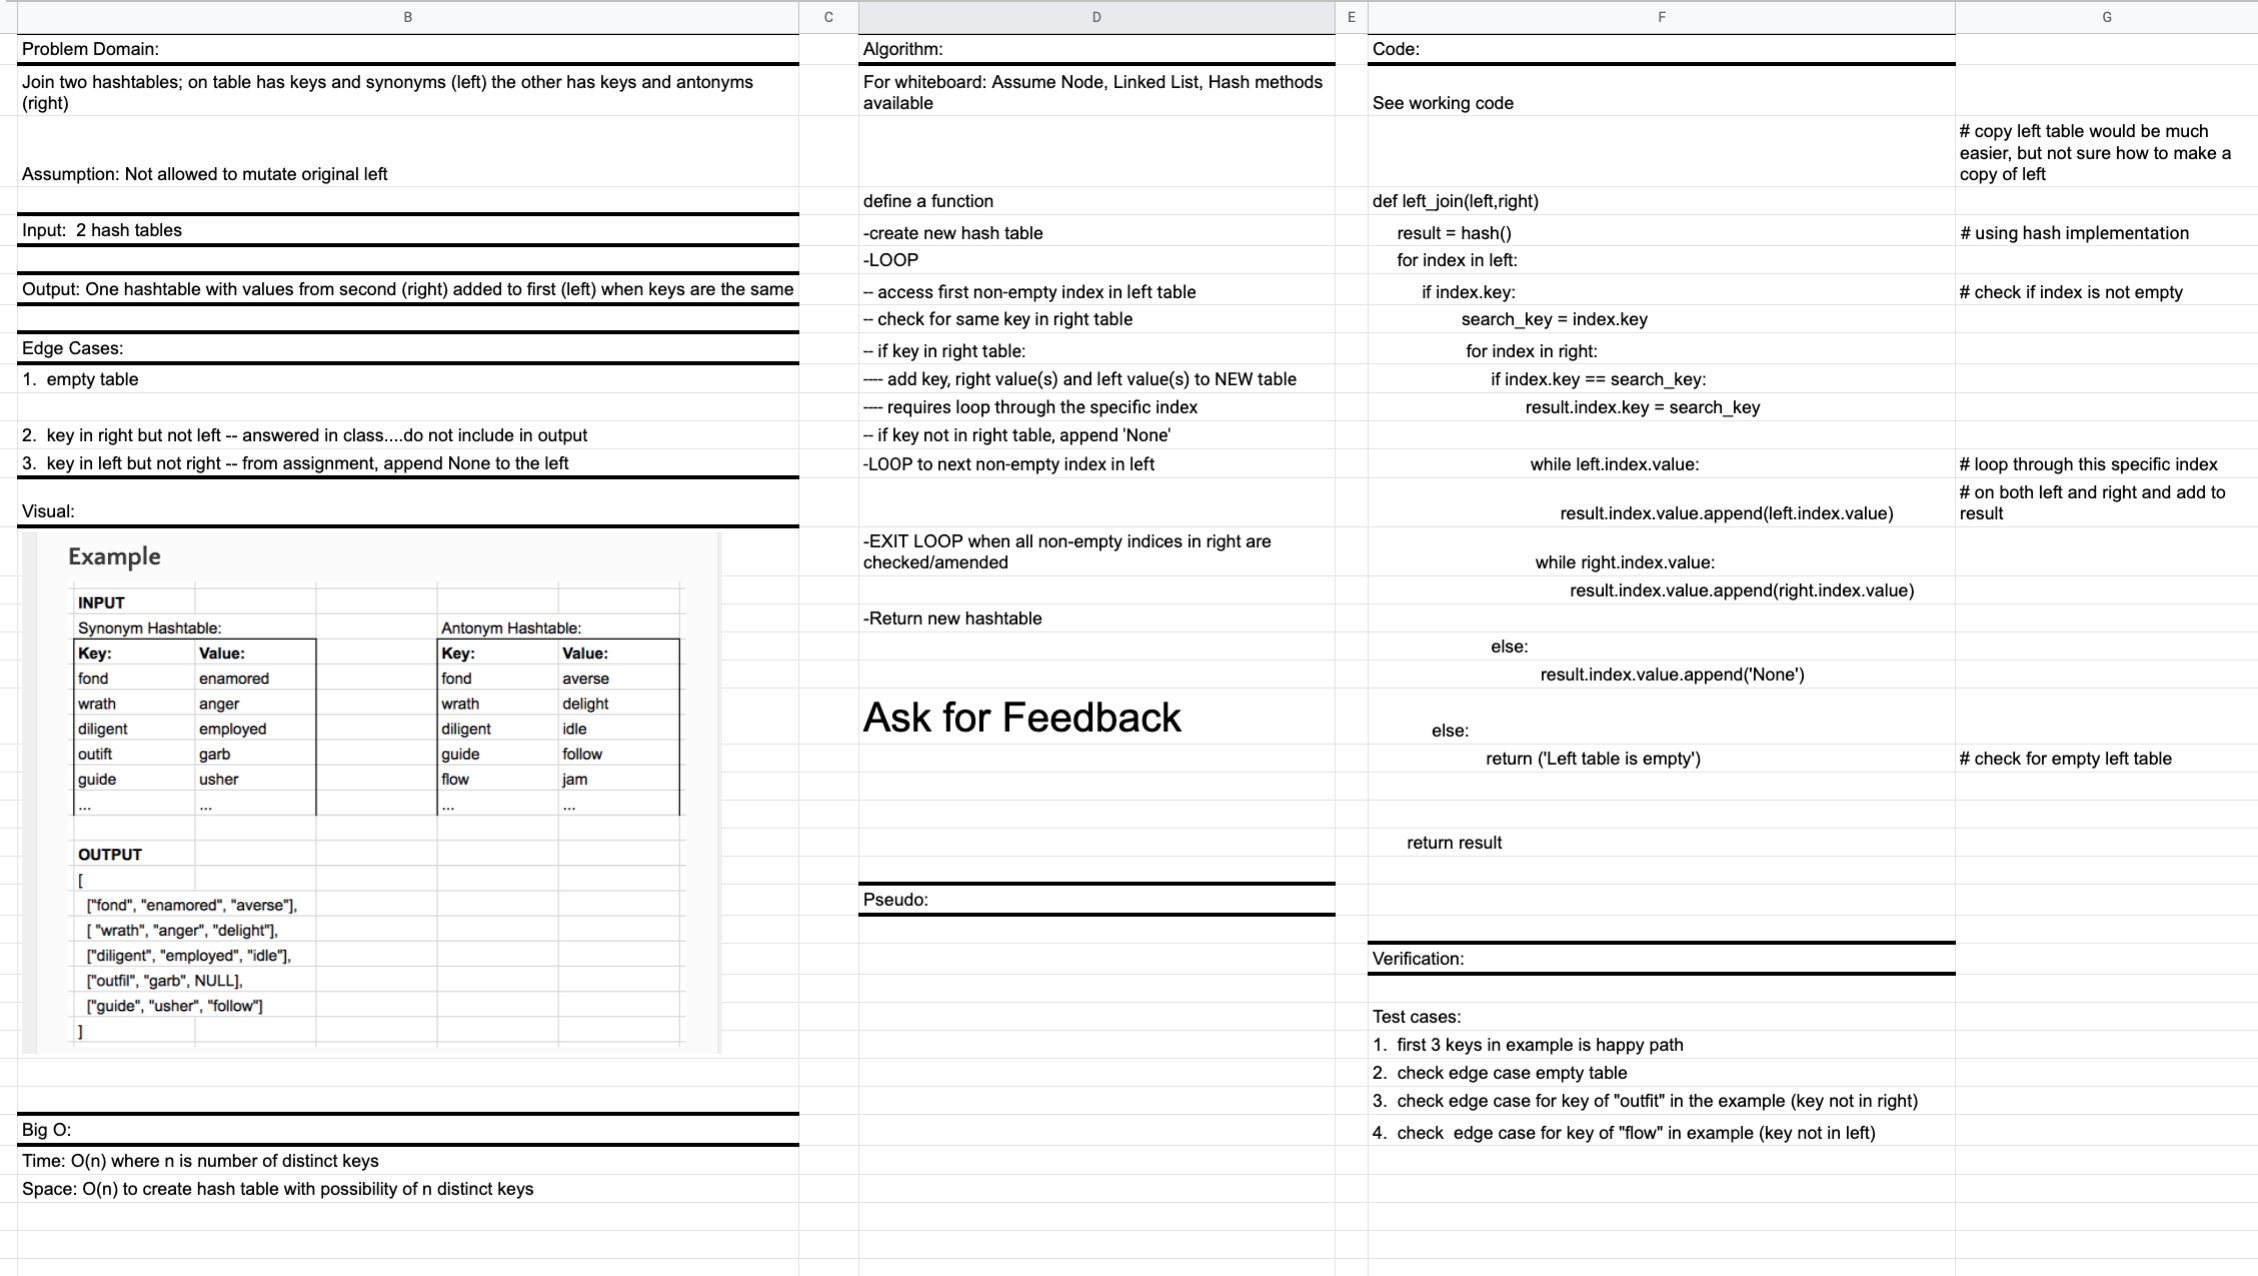 B
C
D
E
F
G
Problem Domain:
Join two hashtables; on table has keys and synonyms (left) the other has keys and antonyms
(right)
Assumption: Not allowed to mutate original left
Input:  2 hash tables
Output: One hashtable with values from second (right) added to first (left) when keys are the same
Edge Cases:
1.  empty table
2.  key in right but not left -- answered in class....do not include in output
3.  key in left but not right -- from assignment, append None to the left
Visual:
Example
INPUT
Synonym Hashtable: Antonym Hashtable:
Key: Value: Key: Value:
fond enamored fond averse
wrath anger wrath delight
diligent employed diligent idle
outift garb guide follow
guide usher flow jam
... ... ... ...
OUTPUT
[
["fond", "enamored", "averse"],
[ "wrath", "anger", "delight"],
["diligent", "employed", "idle"],
["outfil", "garb", NULL],
["guide", "usher", "follow"]
]
Big O:
Time: O(n) where n is number of distinct keys
Space: O(n) to create hash table with possibility of n distinct keys
Algorithm:
For whiteboard: Assume Node, Linked List, Hash methods
available
define a function
-create new hash table
-LOOP
-- access first non-empty index in left table
-- check for same key in right table
-- if key in right table:
---- add key, right value(s) and left value(s) to NEW table
---- requires loop through the specific index
-- if key not in right table, append 'None'
-LOOP to next non-empty index in left
-EXIT LOOP when all non-empty indices in right are
checked/amended
-Return new hashtable
Ask for Feedback
Pseudo:
Code:
See working code
# copy left table would be much
easier, but not sure how to make a
copy of left
def left_join(left,right)
result = hash() # using hash implementation
for index in left:
if index.key: # check if index is not empty
search_key = index.key
for index in right:
if index.key == search_key:
result.index.key = search_key
while left.index.value: # loop through this specific index
# on both left and right and add to
result.index.value.append(left.index.value) result
while right.index.value:
result.index.value.append(right.index.value)
else:
result.index.value.append('None')
else:
return ('Left table is empty') # check for empty left table
return result
Verification:
Test cases:
1.  first 3 keys in example is happy path
2.  check edge case empty table
3.  check edge case for key of "outfit" in the example (key not in right)
4.  check  edge case for key of "flow" in example (key not in left)